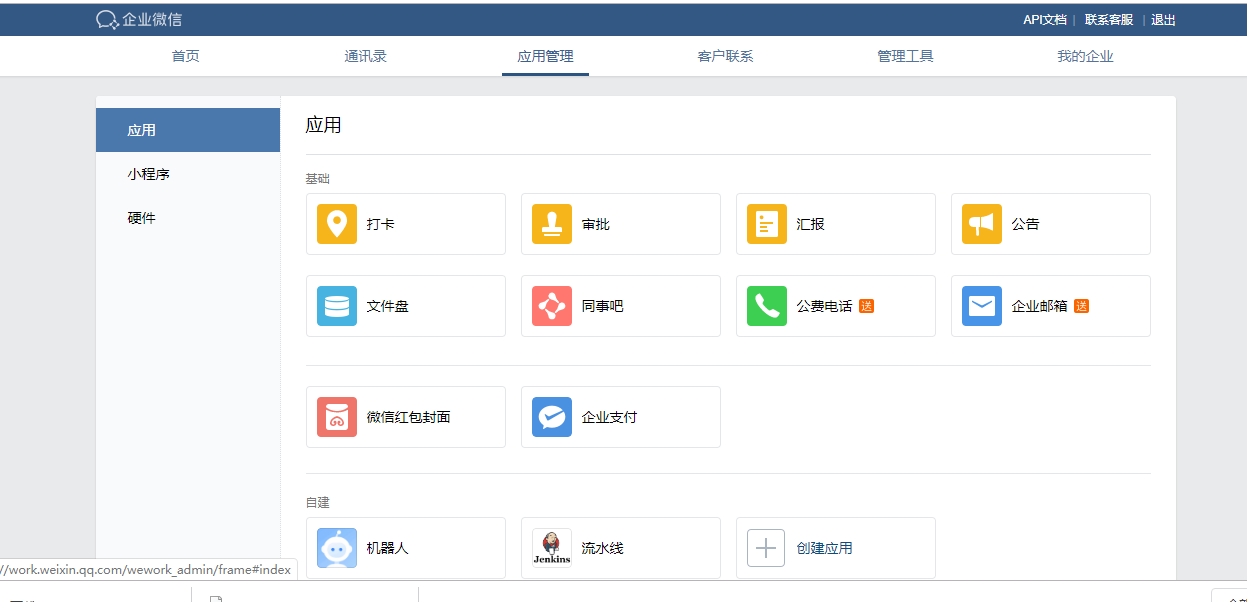 企业微信
API文档 | 联系客服 | 退出
首页 通讯录 应用管理 客户联系 管理工具 我的企业
应用
小程序
硬件
应用
基础
打卡 审批 汇报 公告
文件盘 同事吧 公费电话 送 企业邮箱 送
微信红包封面 企业支付
自建
机器人 Jenkins 流水线 创建应用
//work.weixin.qq.com/wework_admin/frame#index